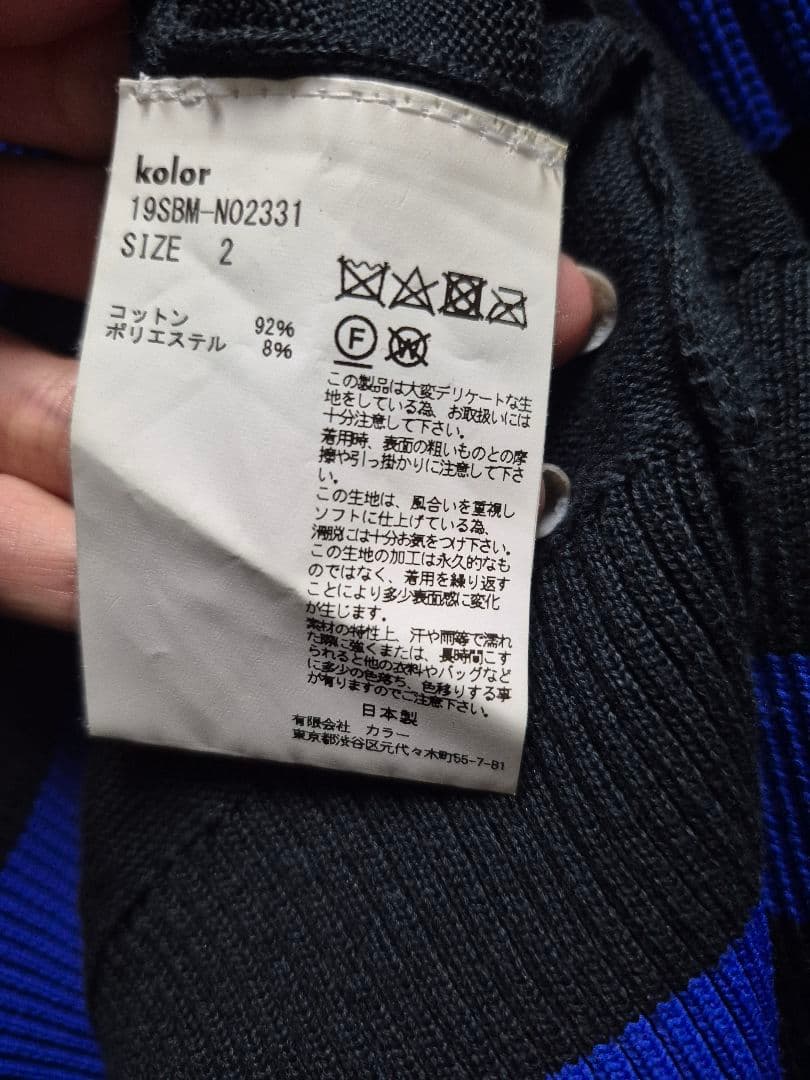 kolor
19SBM-N02331
SIZE 2
コットン 92%
ポリエステル 8%
F
W
この製品は大変デリケートな生
地をしている為、お取扱いには
十分注意して下さい。
着用時、表面の粗いものとの摩
擦や引っ掛かりに注意して下さ
い。
この生地は、風合いを重視し
ソフトに仕上げている為、
滑脱には十分お気をつけ下さい。
この生地の加工は永久的なも
のではなく、着用を繰り返す
ことにより多少表面感に変化
が生じます。
素材の特性上、汗や雨等で濡れ
た際に強くまたは、長時間こす
られると他の衣料やバッグなど
に多少の色落ち、色移りする事
が有りますのでご注意下さい。
日本製
有限会社 カラー
東京都渋谷区元代々木町55-7-81